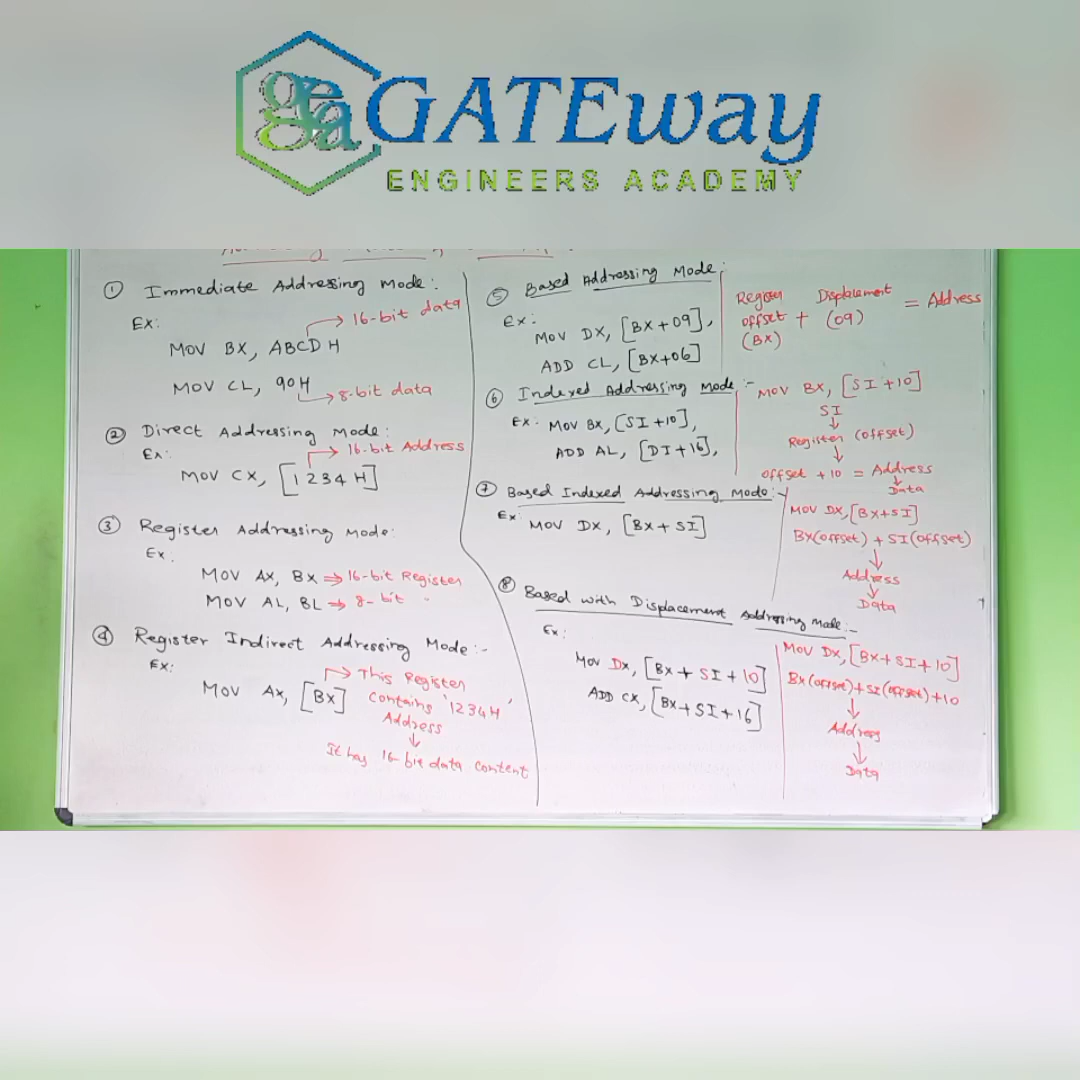 gea GATEway
ENGINEERS ACADEMY
① Immediate Addressing Mode:
Ex:
→ 16-bit data
MOV BX, ABCD H
MOV CL, 90H
→ 8-bit data
② Direct Addressing Mode:
Ex:
→ 16-bit Address
MOV CX, [1234 H]
③ Register Addressing Mode:
Ex:
MOV AX, BX ⇒ 16-bit Register
MOV AL, BL ⇒ 8-bit "
④ Register Indirect Addressing Mode:-
Ex:
→ This Register
MOV AX, [BX] Contains '1234H'
Address
↓
It has 16-bit data content
⑤ Based Addressing Mode:
Ex:
MOV DX, [BX+09],
ADD CL, [BX+06]
Register Displacement
offset + (09) = Address
(BX)
⑥ Indexed Addressing Mode:-
Ex: MOV BX, [SI+10],
ADD AL, [DI+16],
MOV BX, [SI+10]
SI
↓
Register (offset)
↓
offset + 10 = Address
↓
Data
⑦ Based Indexed Addressing Mode:-
Ex:
MOV DX, [BX+SI]
MOV DX, [BX+SI]
BX(offset) + SI(offset)
↓
Address
↓
Data
⑧ Based with Displacement Addressing Mode:-
Ex:
MOV DX, [BX+SI+10]
ADD CX, [BX+SI+16]
MOV DX, [BX+SI+10]
BX(offset)+SI(offset)+10
↓
Address
↓
Data